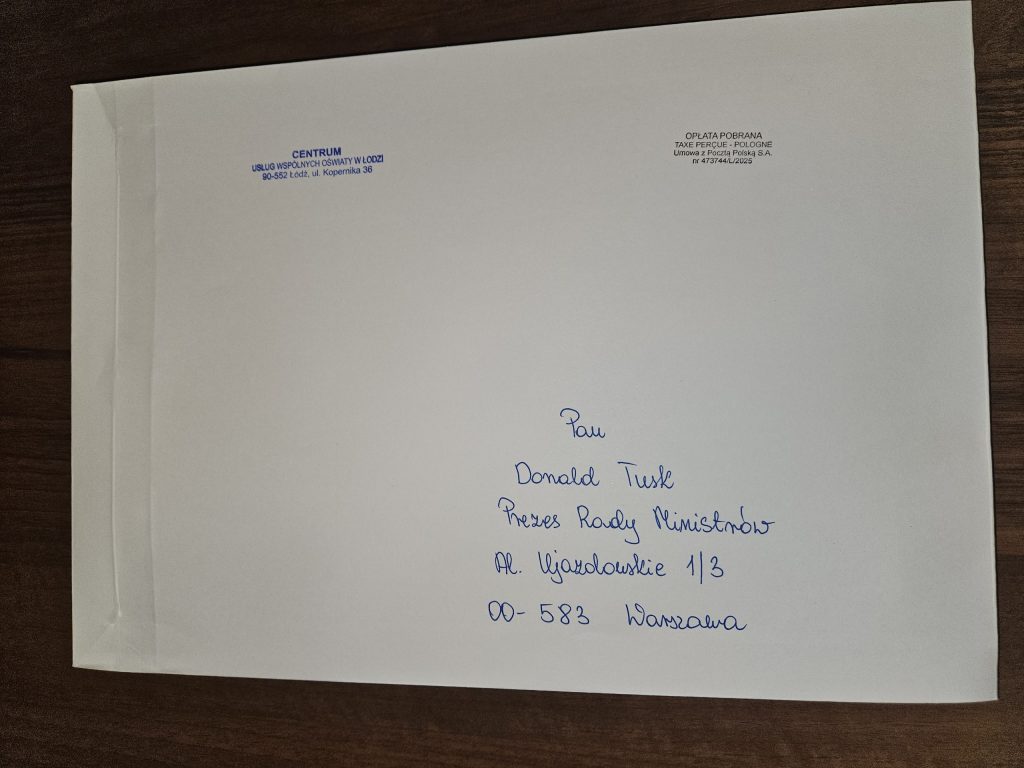 CENTRUM
USŁUG WSPÓLNYCH OŚWIATY W ŁODZI
90-552 Łódź, ul. Kopernika 36
OPŁATA POBRANA
TAXE PERÇUE - POLOGNE
Umowa z Pocztą Polską S.A.
nr 473744/L/2025
Pan
Donald Tusk
Prezes Rady Ministrów
Al. Ujazdowskie 1/3
00-583 Warszawa